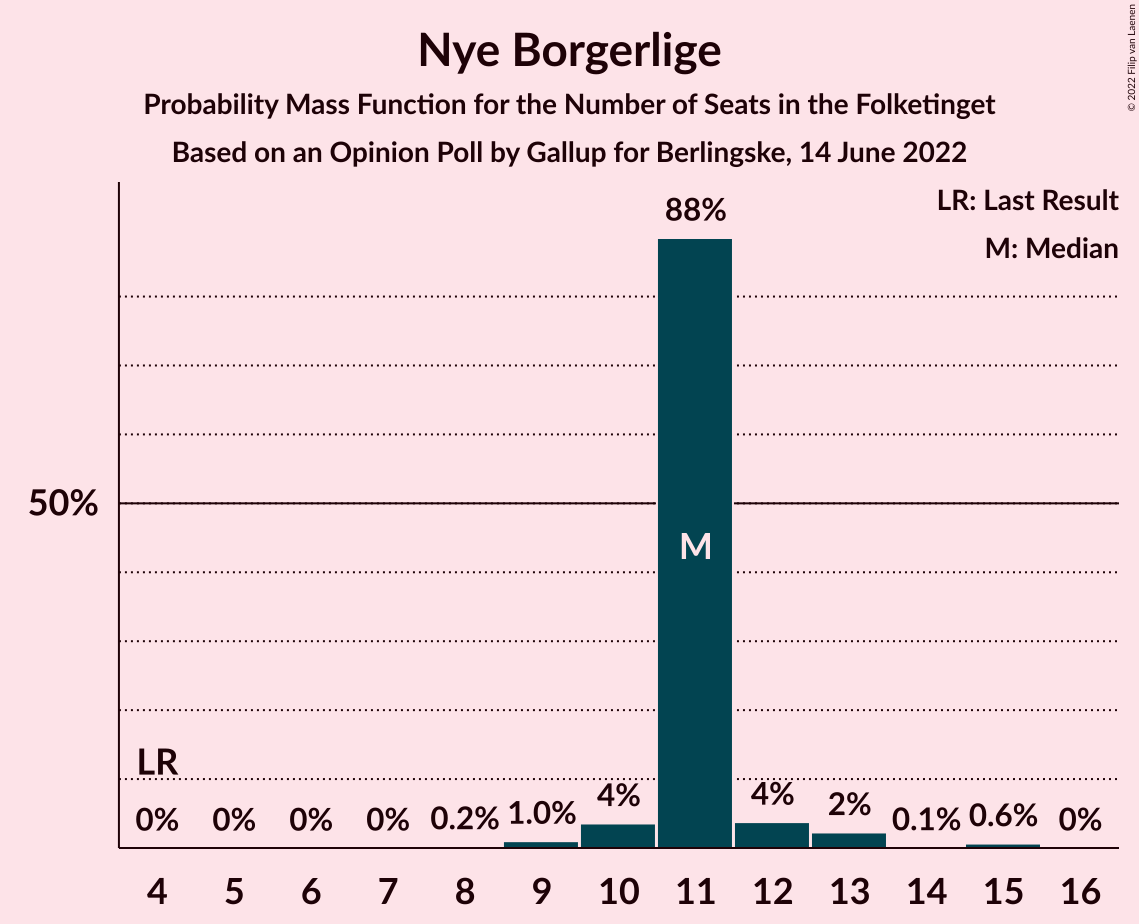 Nye Borgerlige
Probability Mass Function for the Number of Seats in the Folketinget
Based on an Opinion Poll by Gallup for Berlingske, 14 June 2022
© 2022 Filip van Laenen
LR: Last Result
M: Median
88%
50%
M
LR
0% 0% 0% 0% 0.2% 1.0% 4% 4% 2% 0.1% 0.6% 0%
4 5 6 7 8 9 10 11 12 13 14 15 16